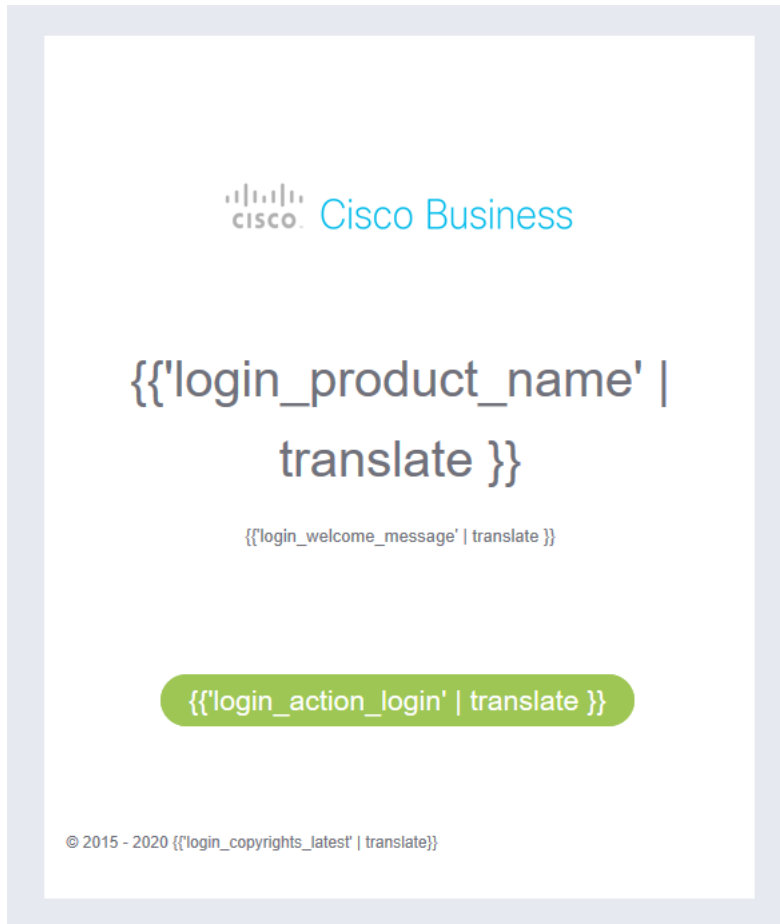 CISCO Cisco Business
{{'login_product_name' |
translate }}
{{'login_welcome_message' | translate }}
{{'login_action_login' | translate }}
© 2015 - 2020 {{'login_copyrights_latest' | translate}}